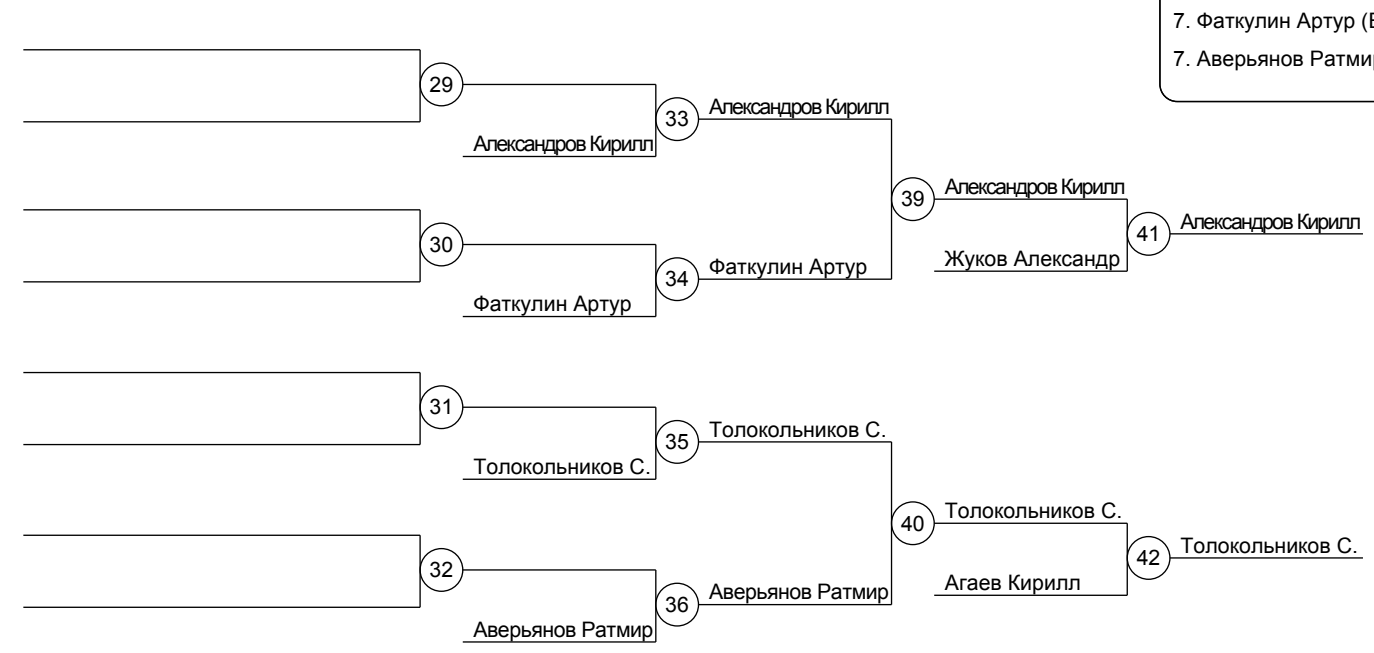 7. Фаткулин Артур (
7. Аверьянов
29
33
Александров Кирилл
Александров Кирилл
39
Александров Кирилл
41
Александров Кирилл
30
34
Фаткулин Артур
Жуков Александр
Фаткулин Артур
31
35
Толокольников С.
Толокольников С.
40
Толокольников С.
42
Толокольников С.
32
36
Аверьянов Ратмир
Агаев Кирилл
Аверьянов Ратмир